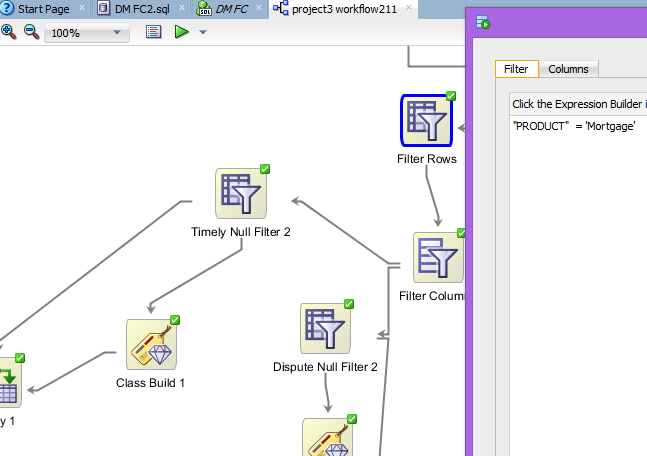 Start Page
DM FC2.sql
DM FC
project3 workflow211
100%
Filter
Columns
Click the Expression Builder i
"PRODUCT" = 'Mortgage'
Filter Rows
Timely Null Filter 2
Filter Colum
Dispute Null Filter 2
Class Build 1
y 1